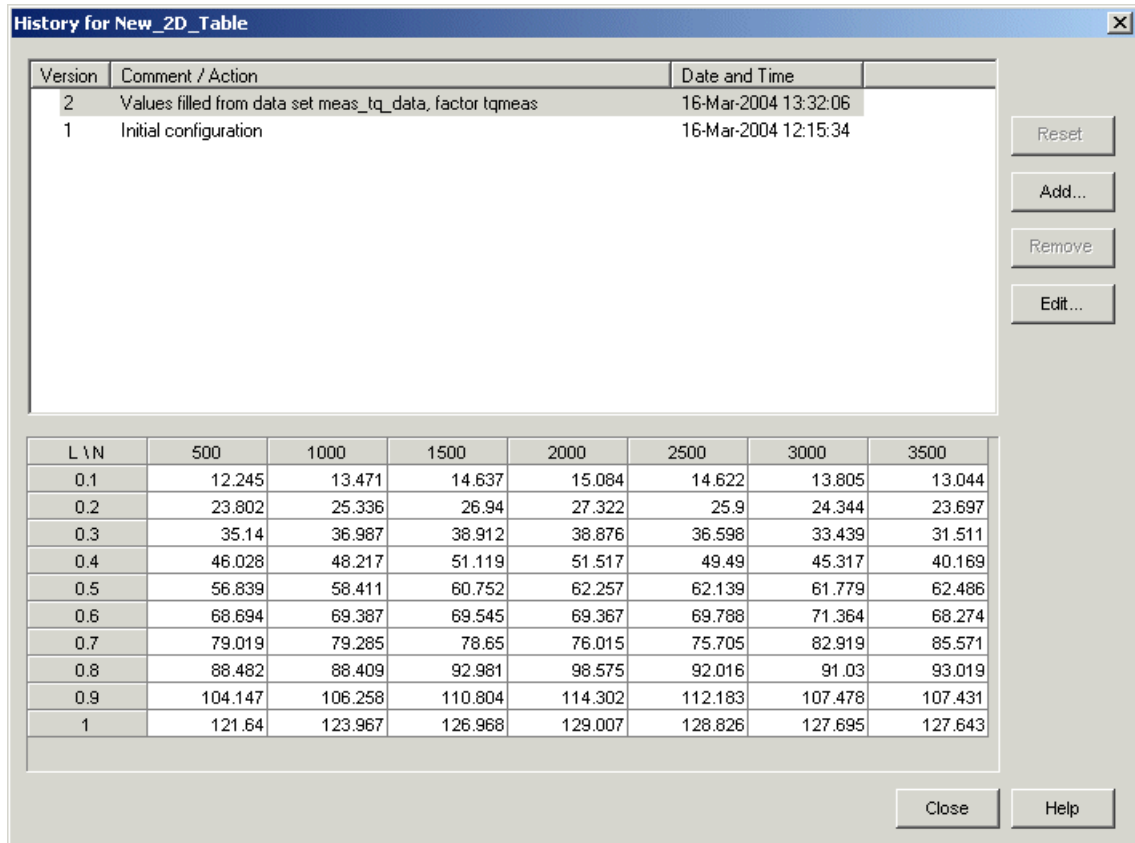 History for New_2D_Table
Version Comment / Action Date and Time
2 Values filled from data set meas_tq_data, factor tqmeas 16-Mar-2004 13:32:06
1 Initial configuration 16-Mar-2004 12:15:34
Reset
Add...
Remove
Edit...
L \ N 500 1000 1500 2000 2500 3000 3500
0.1 12.245 13.471 14.637 15.084 14.622 13.805 13.044
0.2 23.802 25.336 26.94 27.322 25.9 24.344 23.697
0.3 35.14 36.987 38.912 38.876 36.598 33.439 31.511
0.4 46.028 48.217 51.119 51.517 49.49 45.317 40.169
0.5 56.839 58.411 60.752 62.257 62.139 61.779 62.486
0.6 68.694 69.387 69.545 69.367 69.788 71.364 68.274
0.7 79.019 79.285 78.65 76.015 75.705 82.919 85.571
0.8 88.482 88.409 92.981 98.575 92.016 91.03 93.019
0.9 104.147 106.258 110.804 114.302 112.183 107.478 107.431
1 121.64 123.967 126.968 129.007 128.826 127.695 127.643
Close Help